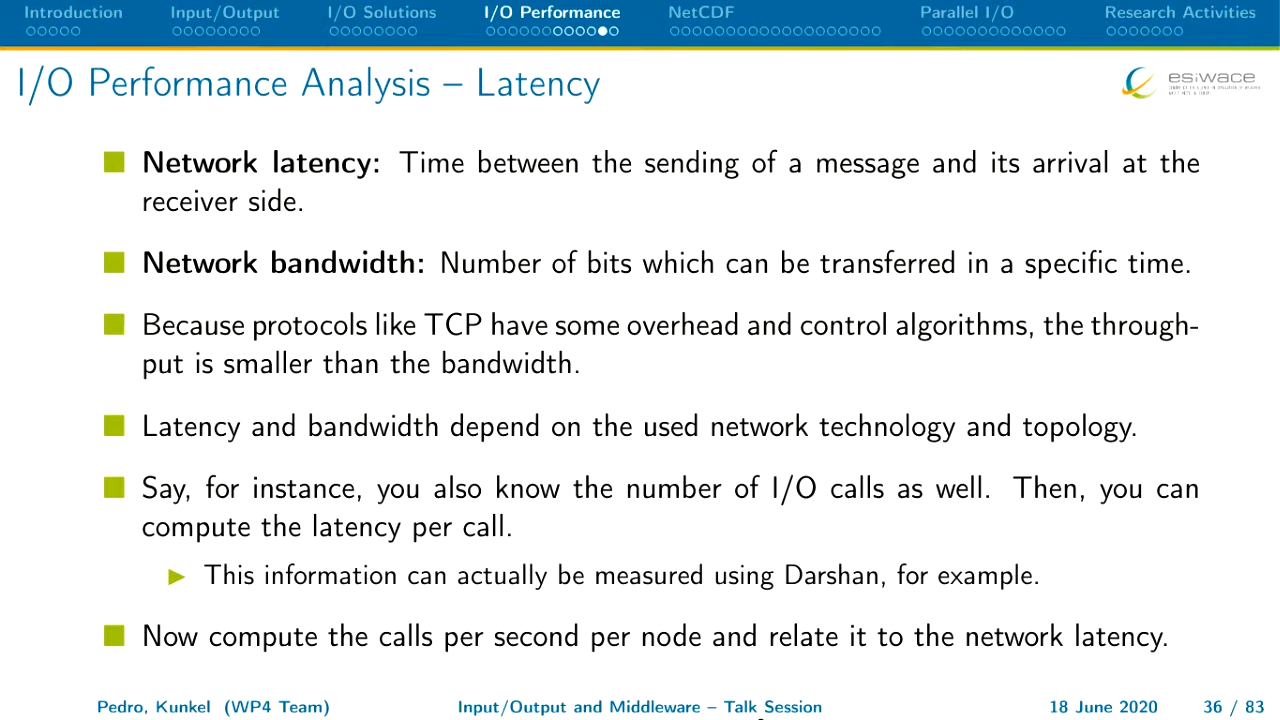 Introduction Input/Output I/O Solutions I/O Performance NetCDF Parallel I/O Research Activities
I/O Performance Analysis – Latency
esiwace
Network latency: Time between the sending of a message and its arrival at the
receiver side.
Network bandwidth: Number of bits which can be transferred in a specific time.
Because protocols like TCP have some overhead and control algorithms, the through-
put is smaller than the bandwidth.
Latency and bandwidth depend on the used network technology and topology.
Say, for instance, you also know the number of I/O calls as well. Then, you can
compute the latency per call.
This information can actually be measured using Darshan, for example.
Now compute the calls per second per node and relate it to the network latency.
Pedro, Kunkel (WP4 Team) Input/Output and Middleware – Talk Session 18 June 2020 36 / 83